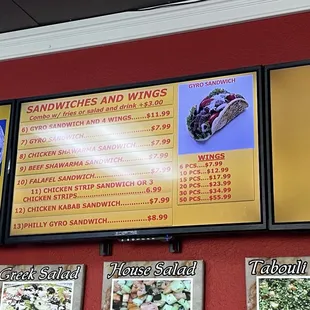 SANDWICHES AND WINGS
Combo w/ fries or salad and drink +$3.00
6) GYRO SANDWICH AND 4 WINGS......$11.99
7) GYRO SANDWICH......$7.99
8) CHICKEN SHAWARMA SANDWICH......$7.99
9) BEEF SHAWARMA SANDWICH......$7.99
10) FALAFEL SANDWICH......$7.99
11) CHICKEN STRIP SANDWICH OR 3
CHICKEN STRIPS......6.99
12) CHICKEN KABAB SANDWICH......$7.99
13) PHILLY GYRO SANDWICH......$8.99
GYRO SANDWICH
WINGS
6 PCS....$7.99
10 PCS....$12.99
15 PCS....$17.99
20 PCS....$23.99
30 PCS....$34.99
50 PCS....$55.99
Greek Salad
House Salad
Tabouli